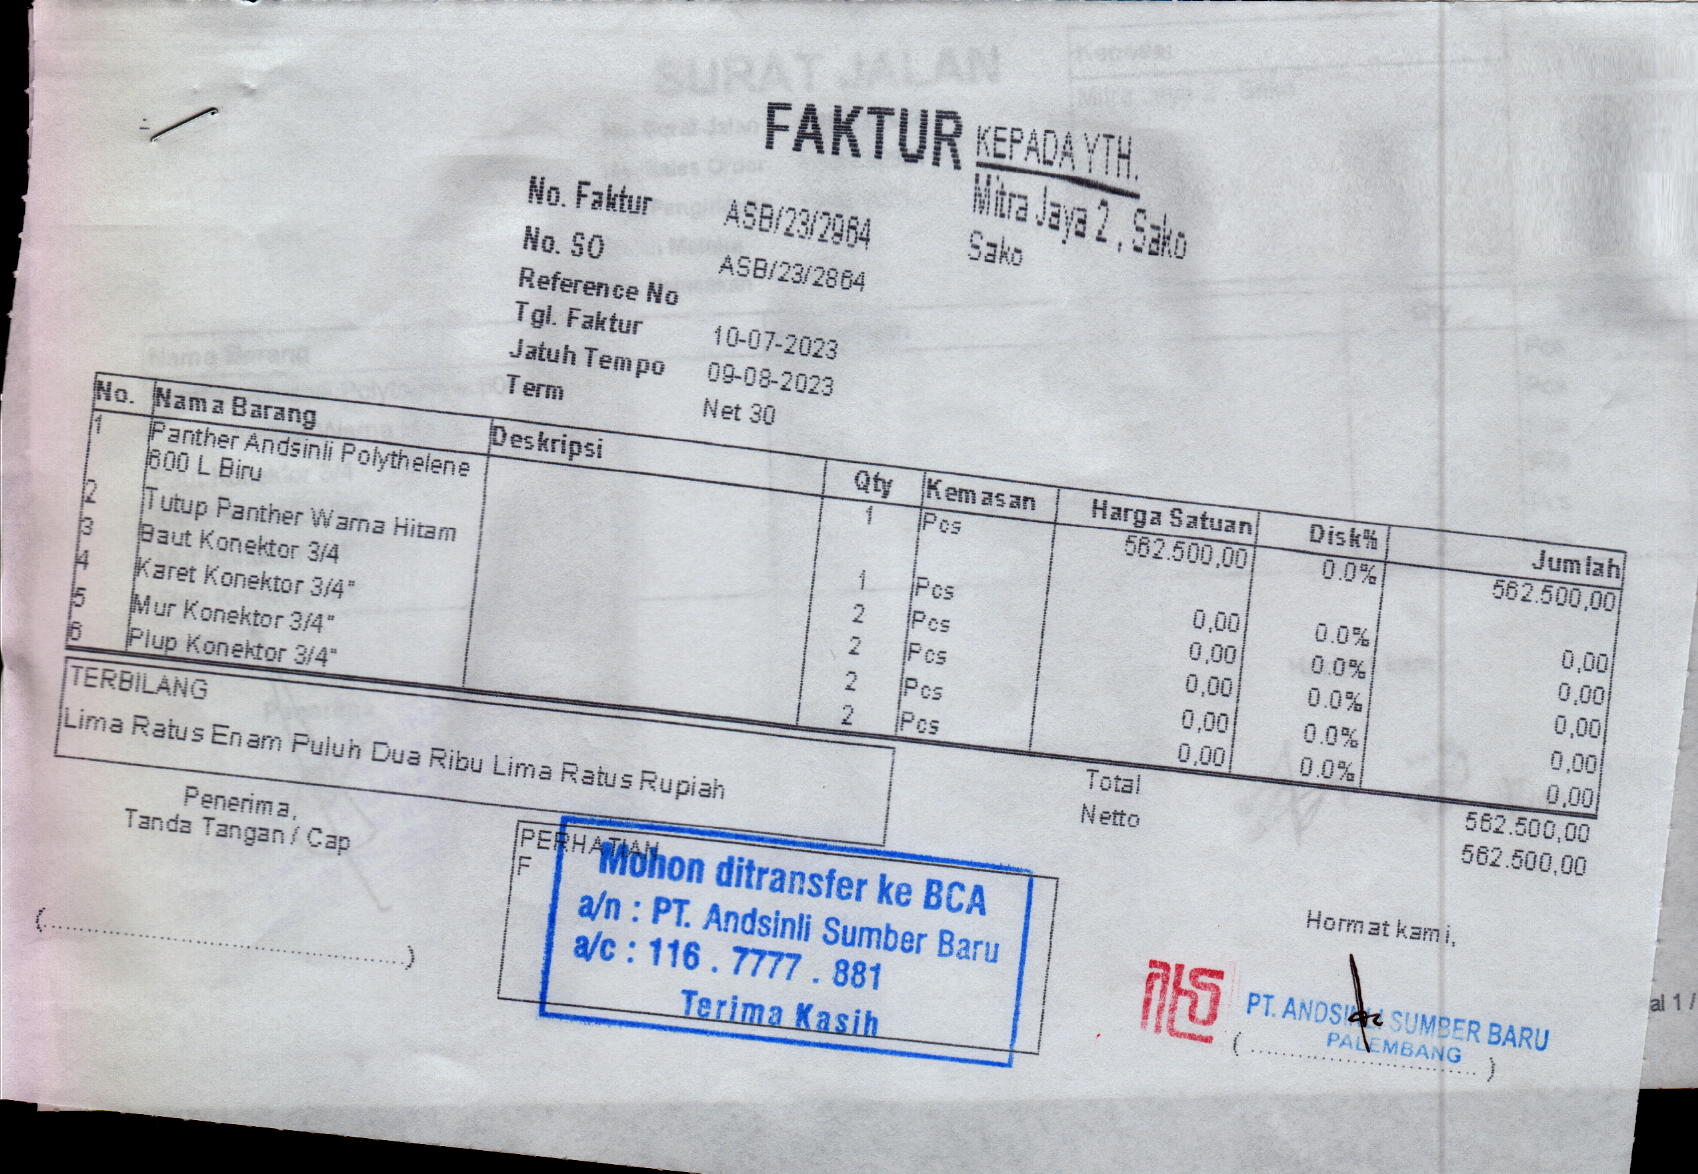 FAKTUR
KEPADA YTH.
Mitra Jaya 2 , Sako
Sako
No. Faktur ASB/23/2964
No. SO ASB/23/2864
Reference No
Tgl. Faktur 10-07-2023
Jatuh Tempo 09-08-2023
Term Net 30
No. Nama Barang Deskripsi Qty Kemasan Harga Satuan Disk% Jumlah
1 Panther Andsinli Polythelene 1 Pcs 562.500,00 0.0% 562.500,00
600 L Biru
2 Tutup Panther Warna Hitam 1 Pcs 0,00 0.0% 0,00
3 Baut Konektor 3/4 2 Pcs 0,00 0.0% 0,00
4 Karet Konektor 3/4" 2 Pcs 0,00 0.0% 0,00
5 Mur Konektor 3/4" 2 Pcs 0,00 0.0% 0,00
6 Plup Konektor 3/4" 2 Pcs 0,00 0.0% 0,00
TERBILANG
Lima Ratus Enam Puluh Dua Ribu Lima Ratus Rupiah
Total 562.500,00
Netto 562.500,00
Penerima,
Tanda Tangan / Cap
(....................)
PERHATIAN
F
Mohon ditransfer ke BCA
a/n : PT. Andsinli Sumber Baru
a/c : 116 . 7777 . 881
Terima Kasih
Hormat kami,
PT. ANDSINLI SUMBER BARU
PALEMBANG
(....................)
al 1 /
SURAT JALAN